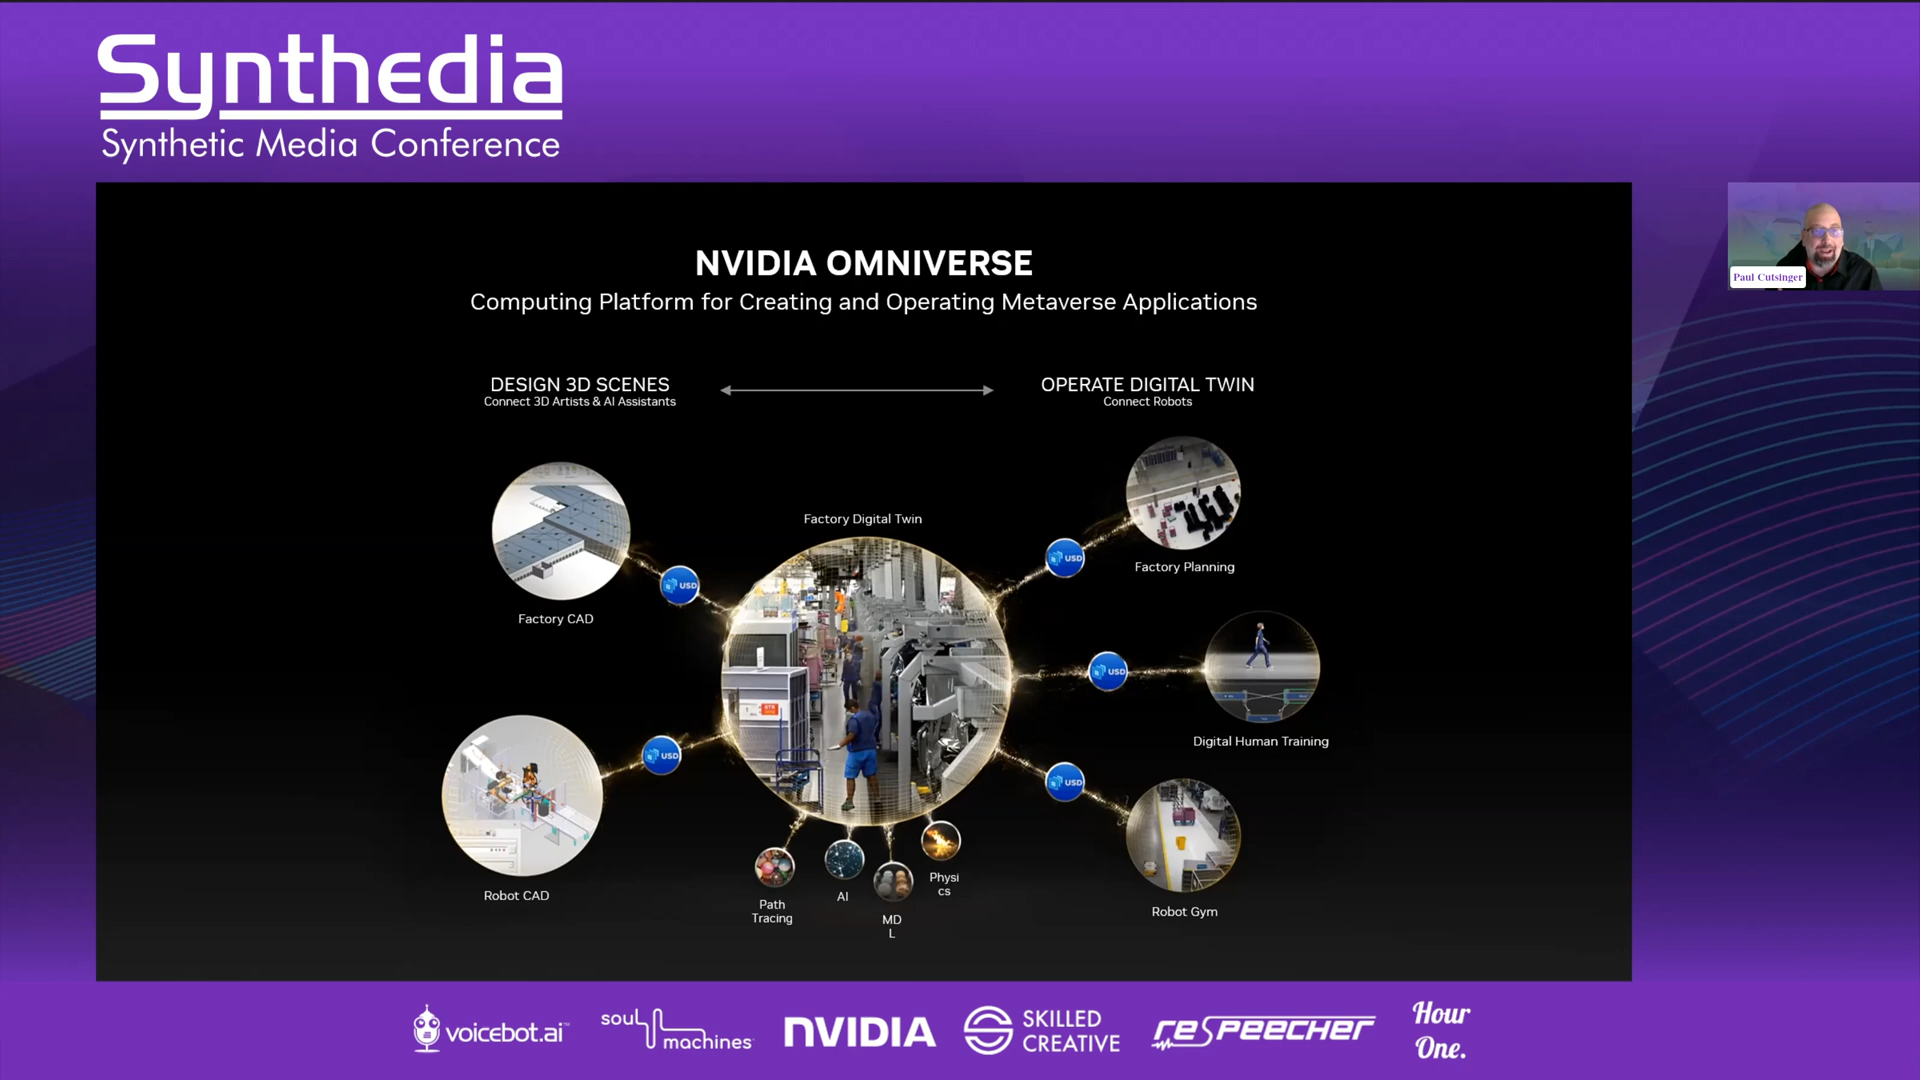 Synthedia
Synthetic Media Conference
NVIDIA OMNIVERSE
Computing Platform for Creating and Operating Metaverse Applications
DESIGN 3D SCENES
Connect 3D Artists & AI Assistants
OPERATE DIGITAL TWIN
Connect Robots
Paul Cutsinger
Factory Digital Twin
Factory CAD
USD
USD
Factory Planning
USD
Digital Human Training
USD
Robot CAD
USD
Robot Gym
Path
Tracing
AI
MD
L
Physi
cs
voicebot.ai
soul
machines
NVIDIA
SKILLED
CREATIVE
reSPEECHER
Hour
One.